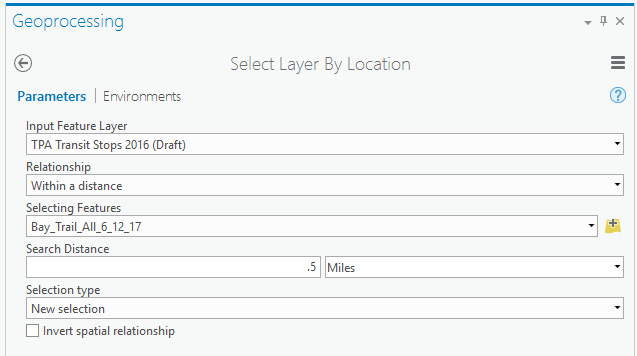 Geoprocessing
Select Layer By Location
Parameters | Environments
?
Input Feature Layer
TPA Transit Stops 2016 (Draft)
Relationship
Within a distance
Selecting Features
Bay_Trail_All_6_12_17
Search Distance
.5 Miles
Selection type
New selection
Invert spatial relationship